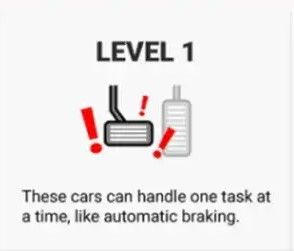 LEVEL 1
These cars can handle one task at
a time, like automatic braking.